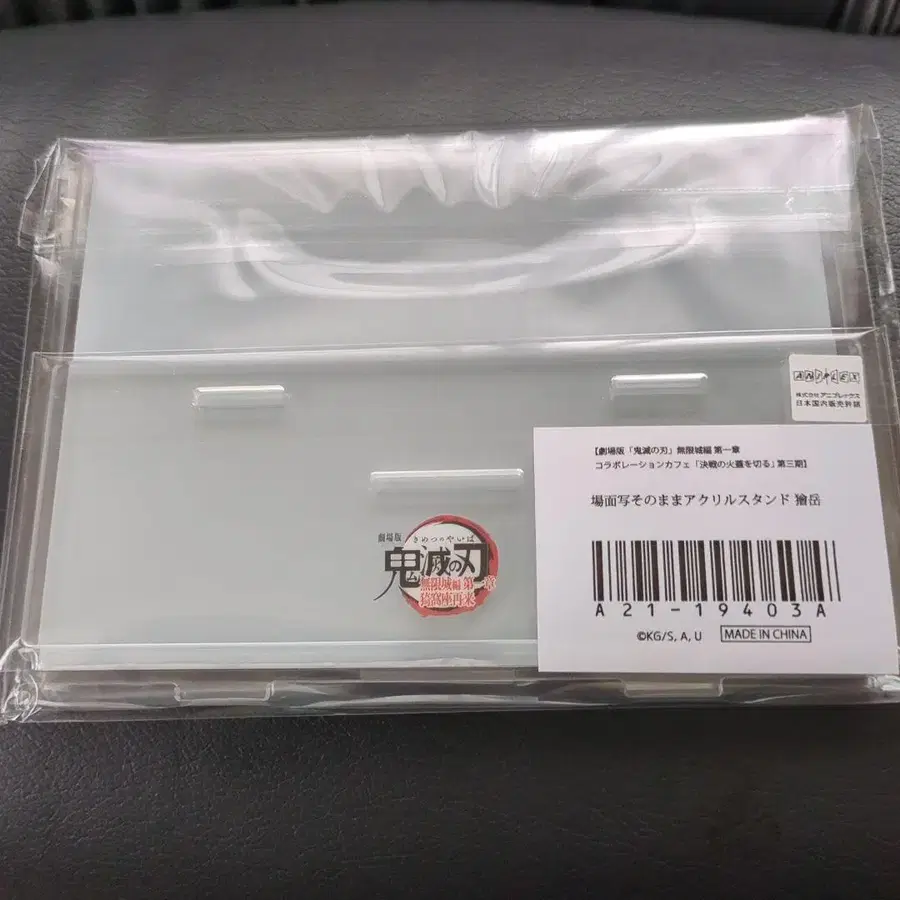 ANIPLEX
株式会社アニプレックス
日本国内販売許諾
【劇場版「鬼滅の刃」無限城編 第一章
コラボレーションカフェ「決戦の火蓋を切る」第三期】
場面写そのままアクリルスタンド 獪岳
A21-19403A
©KG/S, A, U
MADE IN CHINA
劇場版
きめつのやいば
鬼滅の刃
無限城編 第一章
猗窩座再来